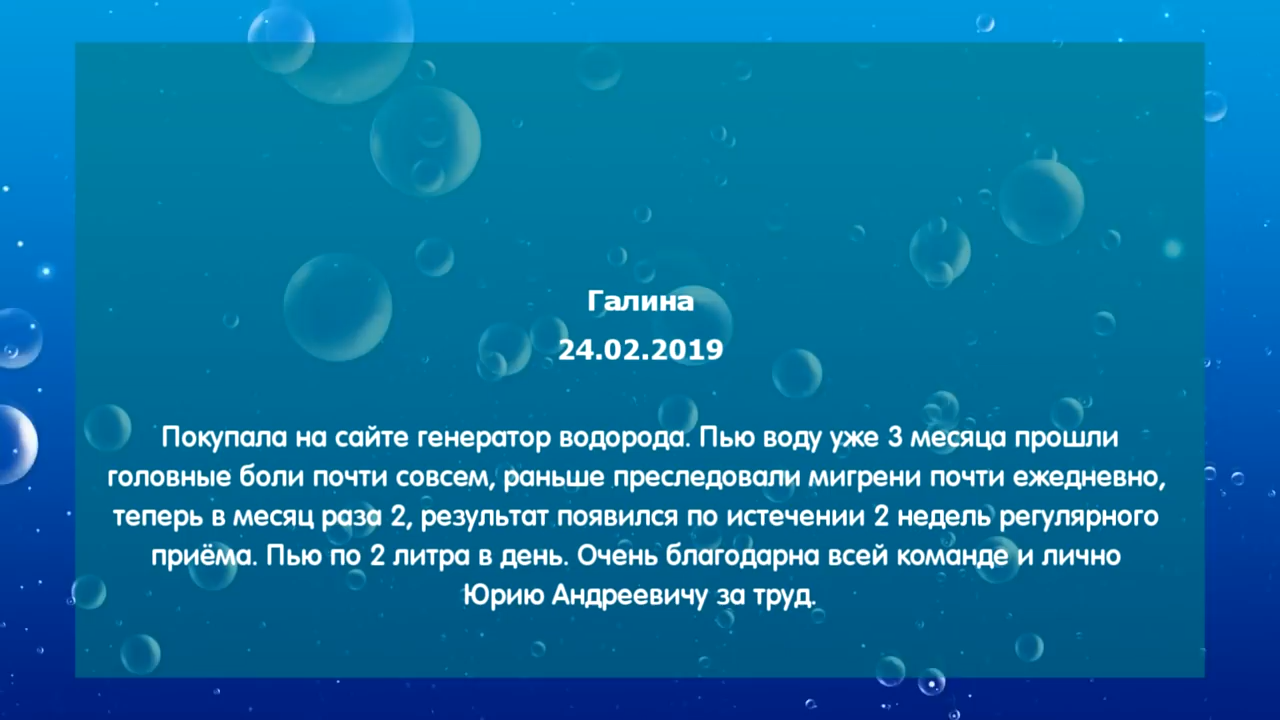 Галина
24.02.2019
Покупала на сайте генератор водорода. Пью воду уже 3 месяца прошли
головные боли почти совсем, раньше преследовали мигрени почти ежедневно,
теперь в месяц раза 2, результат появился по истечении 2 недель регулярного
приёма. Пью по 2 литра в день. Очень благодарна всей команде и лично
Юрию Андреевичу за труд.